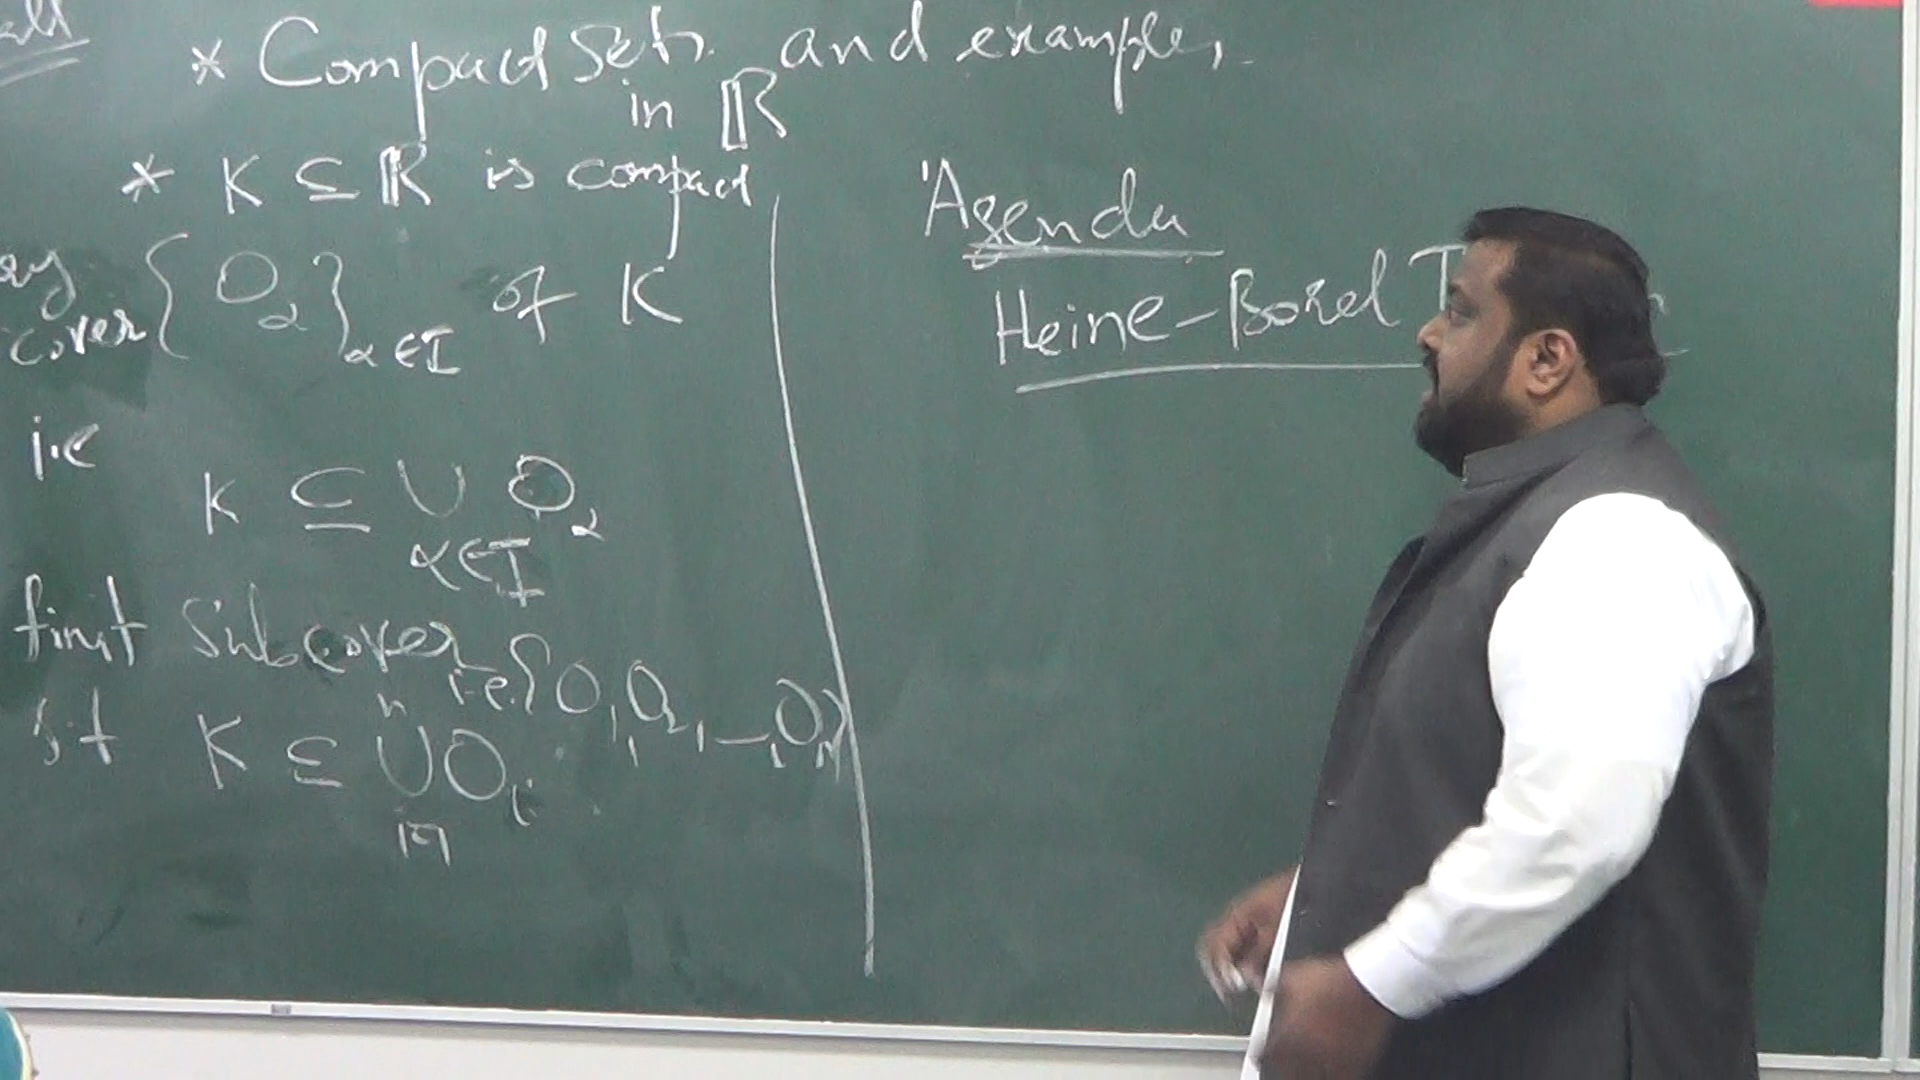 * Compact Sets and examples
in ℝ
* K ⊆ ℝ is compact
cover {O_α}_{α∈I} of K
i.e
K ⊆ ∪ O_α
α∈I
finit Subcover i.e. {O_1, O_2, _, O_n}
s.t K ⊆ ∪ O_i
n
i=1
Agenda
Heine-Borel